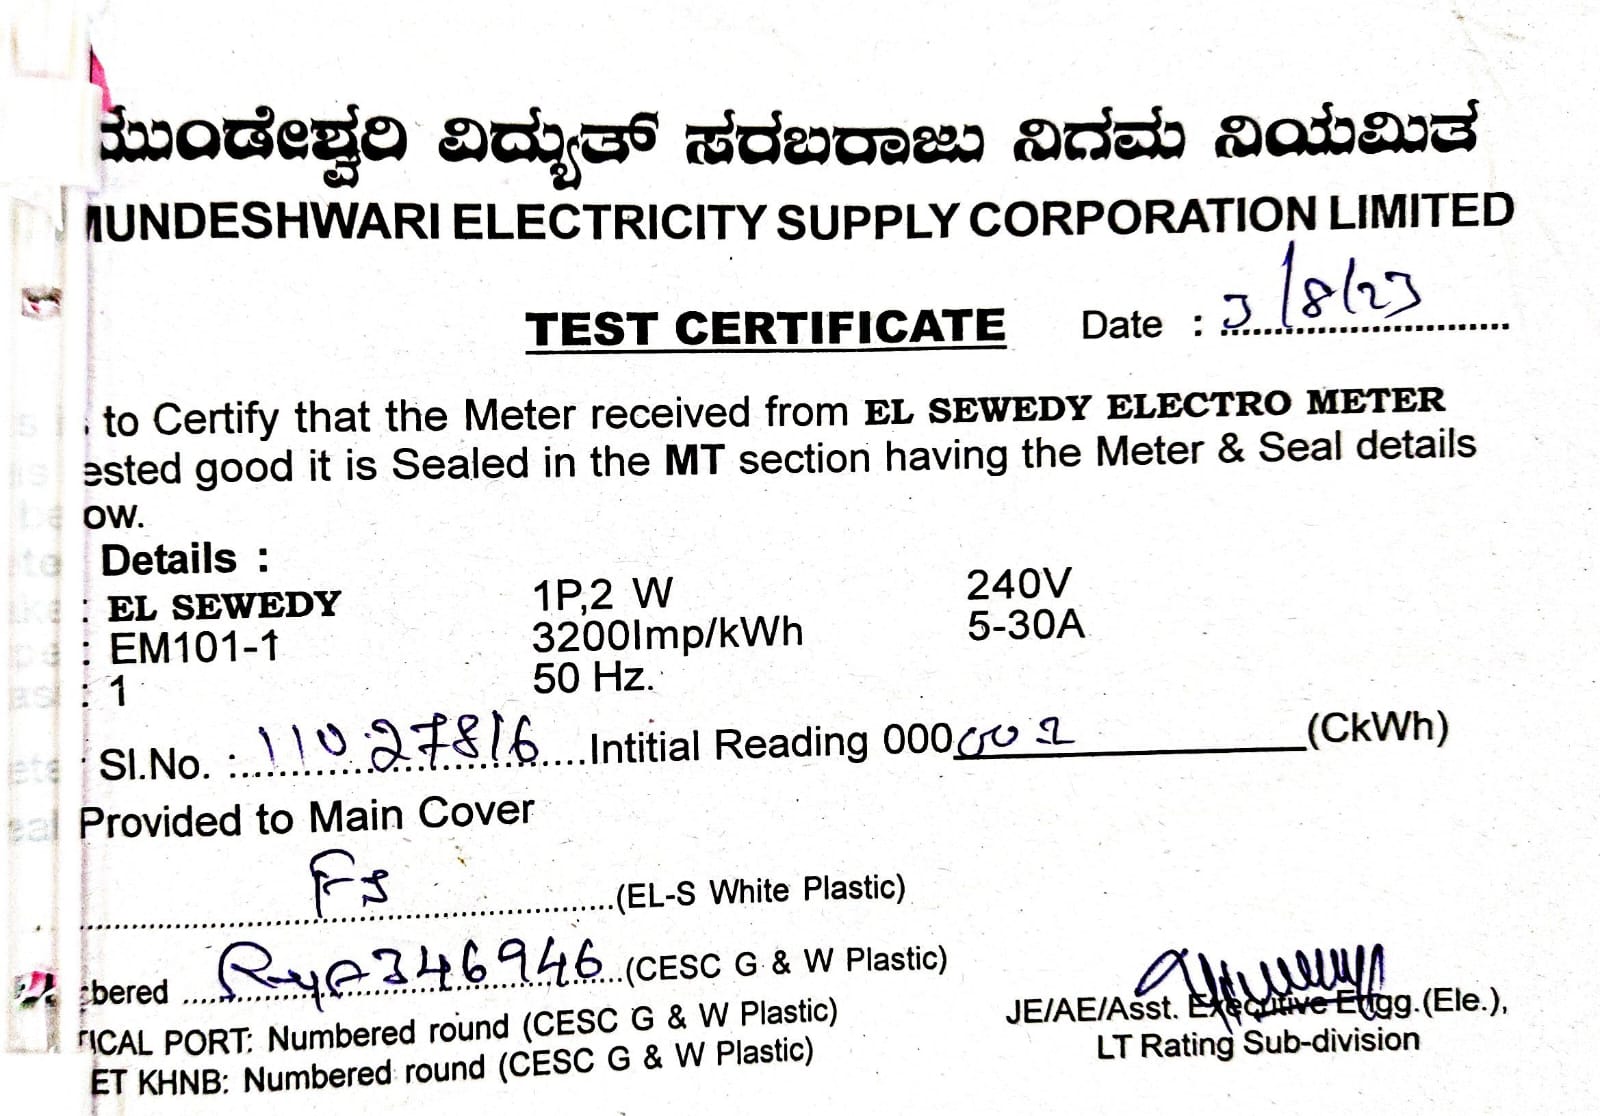 ಮುಂಡೇಶ್ವರಿ ವಿದ್ಯುತ್ ಸರಬರಾಜು ನಿಗಮ ನಿಯಮಿತ
MUNDESHWARI ELECTRICITY SUPPLY CORPORATION LIMITED
TEST CERTIFICATE Date : 3/8/23
to Certify that the Meter received from EL SEWEDY ELECTRO METER
ested good it is Sealed in the MT section having the Meter & Seal details
ow.
Details :
: EL SEWEDY 1P,2 W 240V
: EM101-1 3200Imp/kWh 5-30A
: 1 50 Hz.
Sl.No. : 11027816 Intitial Reading 000002 (CkWh)
Provided to Main Cover
FS (EL-S White Plastic)
bered 346946 (CESC G & W Plastic)
ICAL PORT: Numbered round (CESC G & W Plastic)
ET KHNB: Numbered round (CESC G & W Plastic)
JE/AE/Asst. Executive Engg.(Ele.),
LT Rating Sub-division